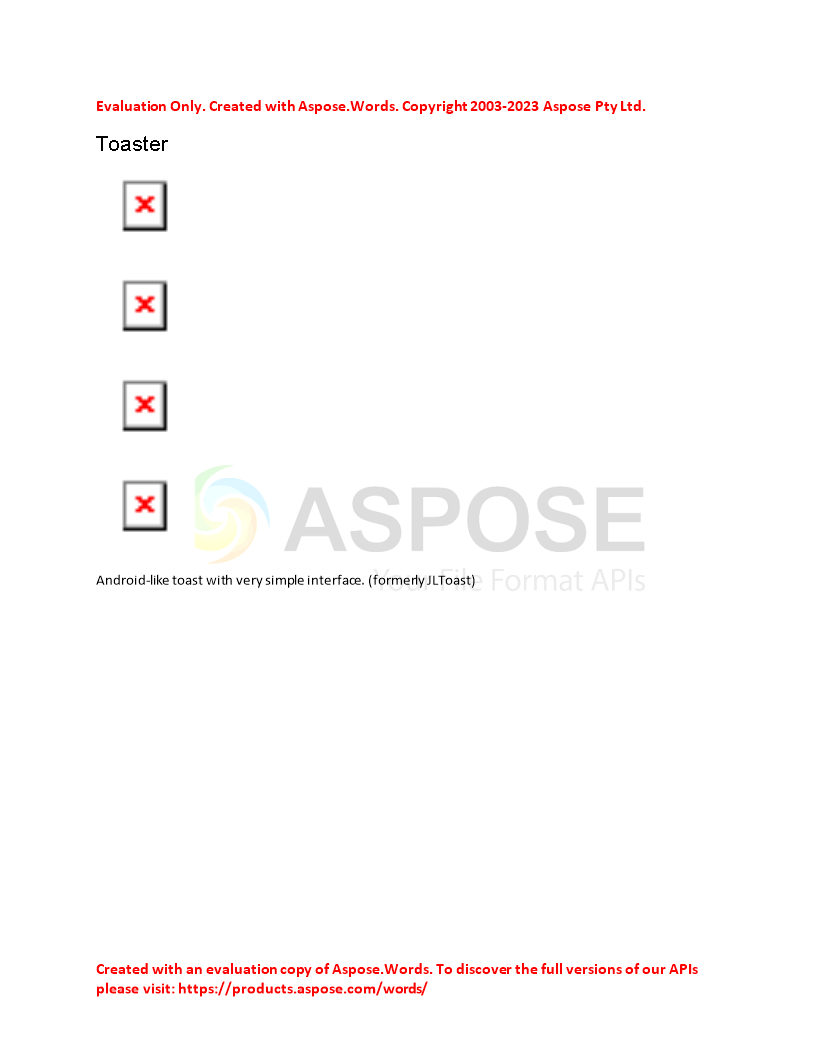 Evaluation Only. Created with Aspose.Words. Copyright 2003-2023 Aspose Pty Ltd.
Toaster
ASPOSE
Your File Format APIs
Android-like toast with very simple interface. (formerly JLToast)
Created with an evaluation copy of Aspose.Words. To discover the full versions of our APIs
please visit: https://products.aspose.com/words/